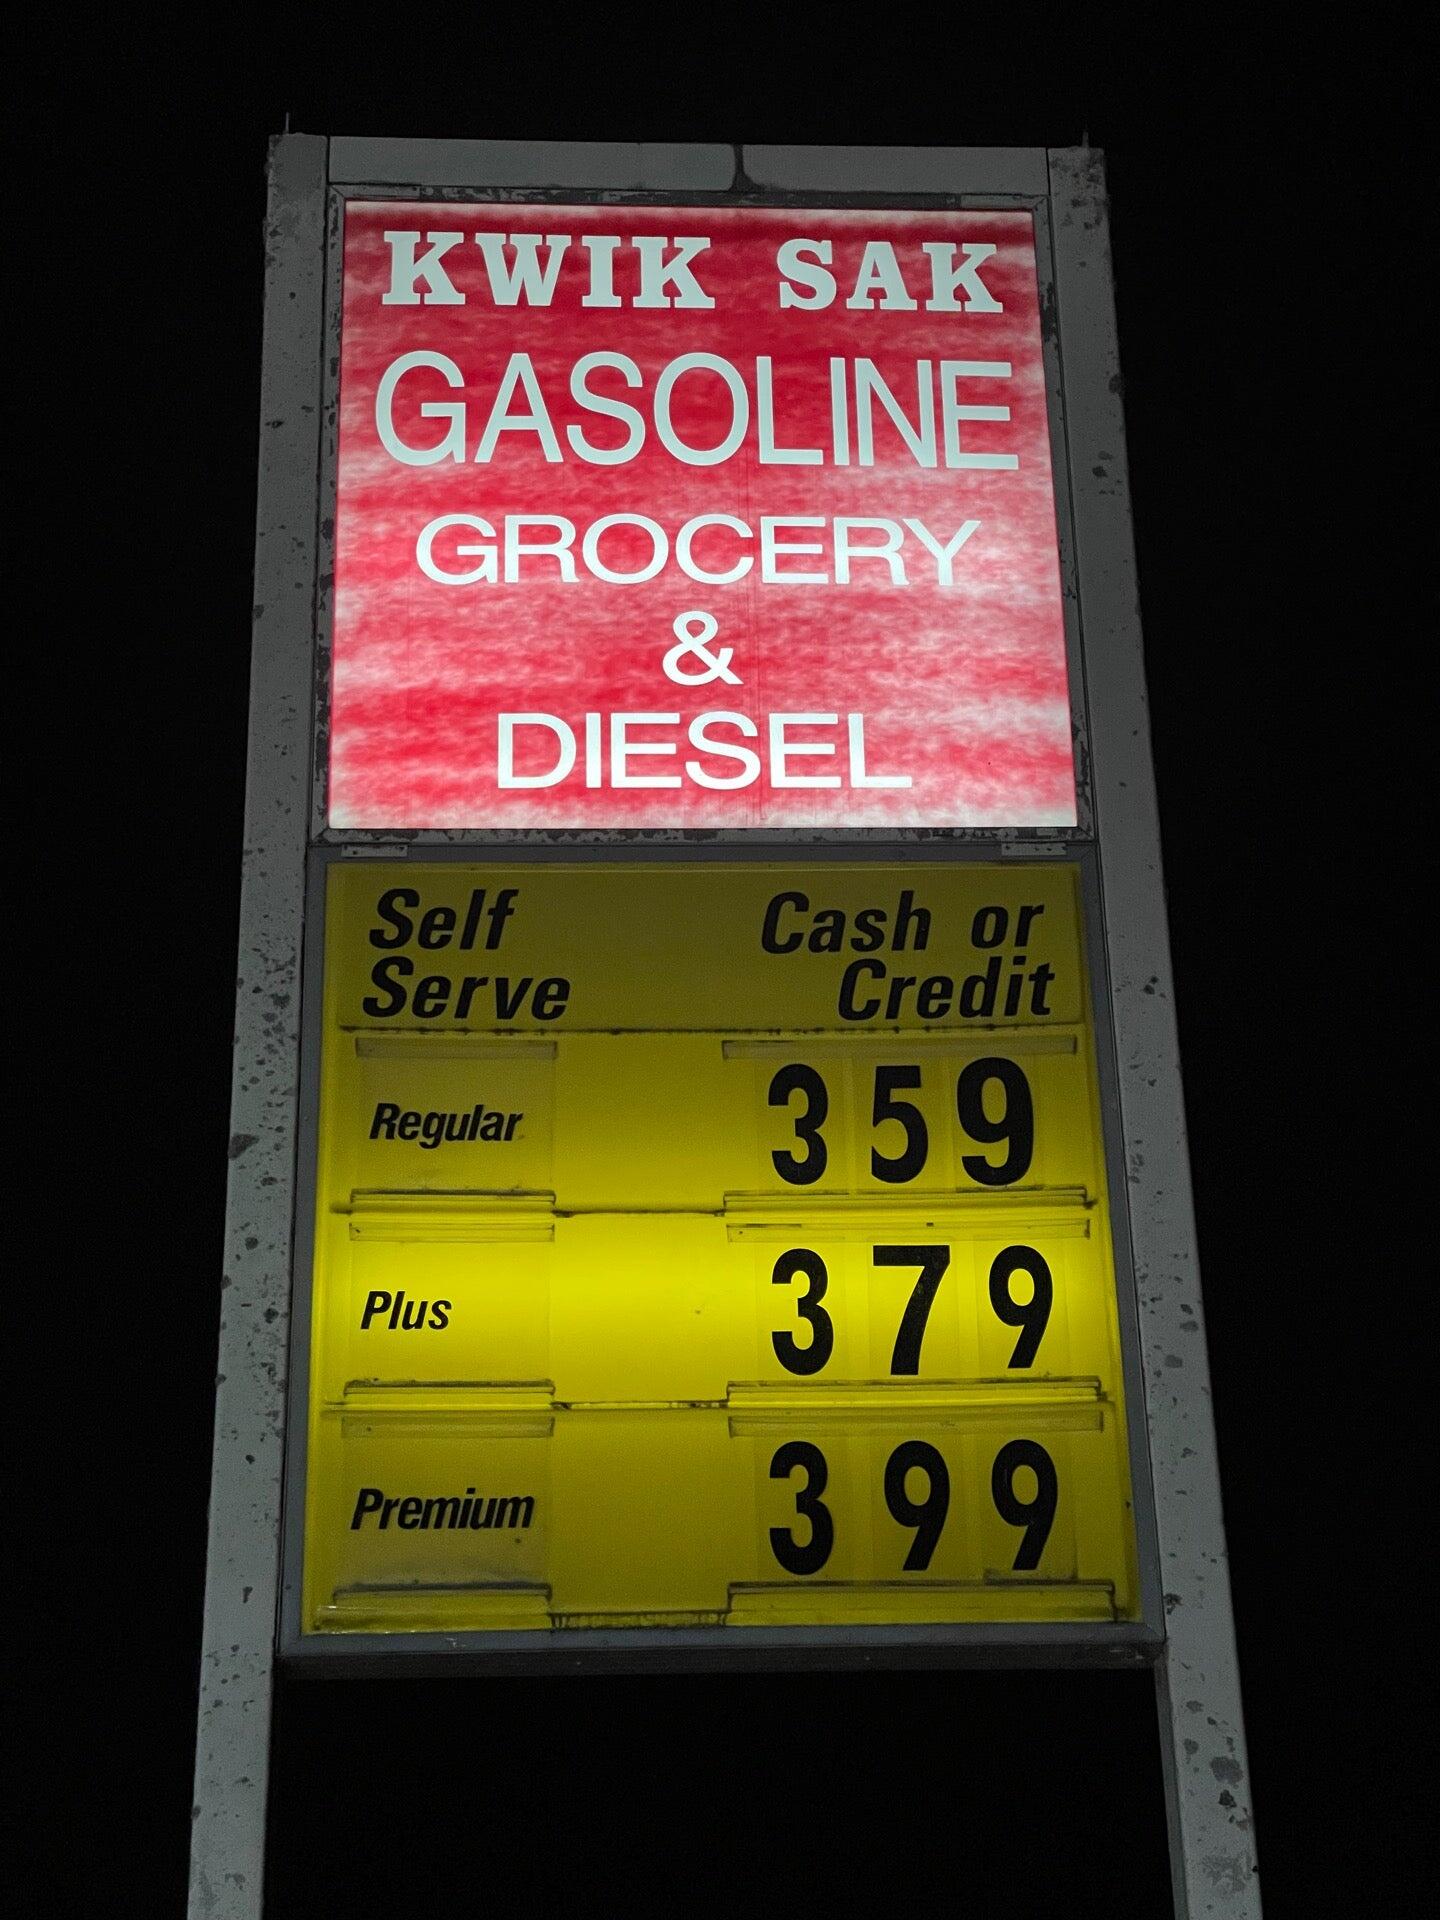 KWIK SAK
GASOLINE
GROCERY
&
DIESEL
Self Serve
Cash or Credit
Regular 359
Plus 379
Premium 399